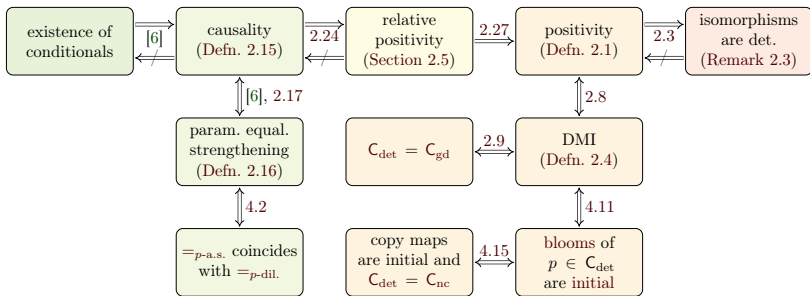 existence of
conditionals
[6]
causality
(Defn. 2.15)
2.24
relative
positivity
(Section 2.5)
2.27
positivity
(Defn. 2.1)
2.3
isomorphisms
are det.
(Remark 2.3)
[6], 2.17
2.8
param. equal.
strengthening
(Defn. 2.16)
C_det = C_gd
2.9
DMI
(Defn. 2.4)
4.2
4.11
=_p-a.s. coincides
with =_p-dil.
copy maps
are initial and
C_det = C_nc
4.15
blooms of
p ∈ C_det
are initial